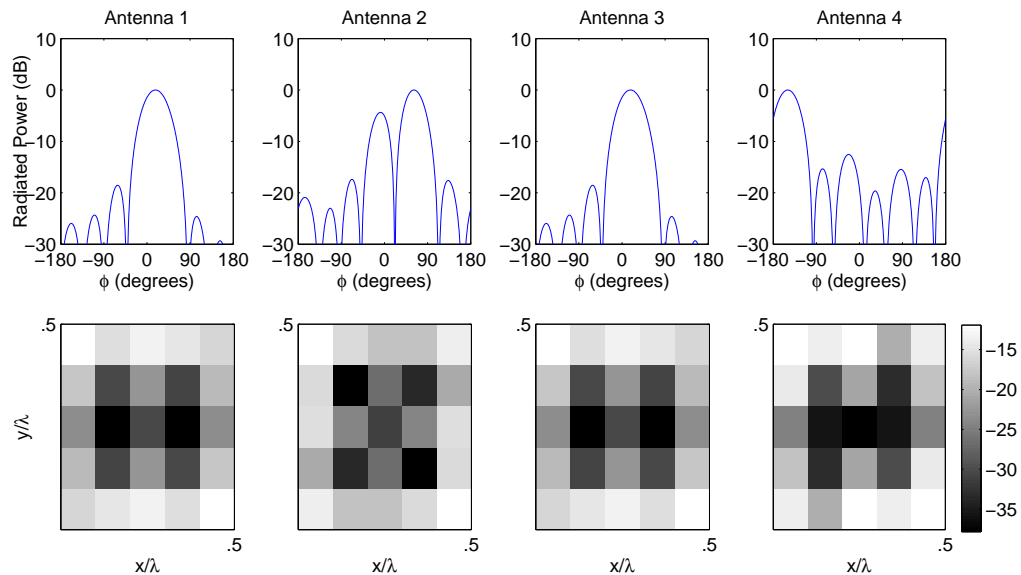 Antenna 1 Antenna 2 Antenna 3 Antenna 4
10 10 10 10
0 0 0 0
−10 −10 −10 −10
−20 −20 −20 −20
−30 −30 −30 −30
Radiated Power (dB)
−180 −90 0 90 180 −180 −90 0 90 180 −180 −90 0 90 180 −180 −90 0 90 180
ϕ (degrees) ϕ (degrees) ϕ (degrees) ϕ (degrees)
.5 .5 .5 .5
y/λ
−15
−20
−25
−30
−35
.5 .5 .5 .5
x/λ x/λ x/λ x/λ